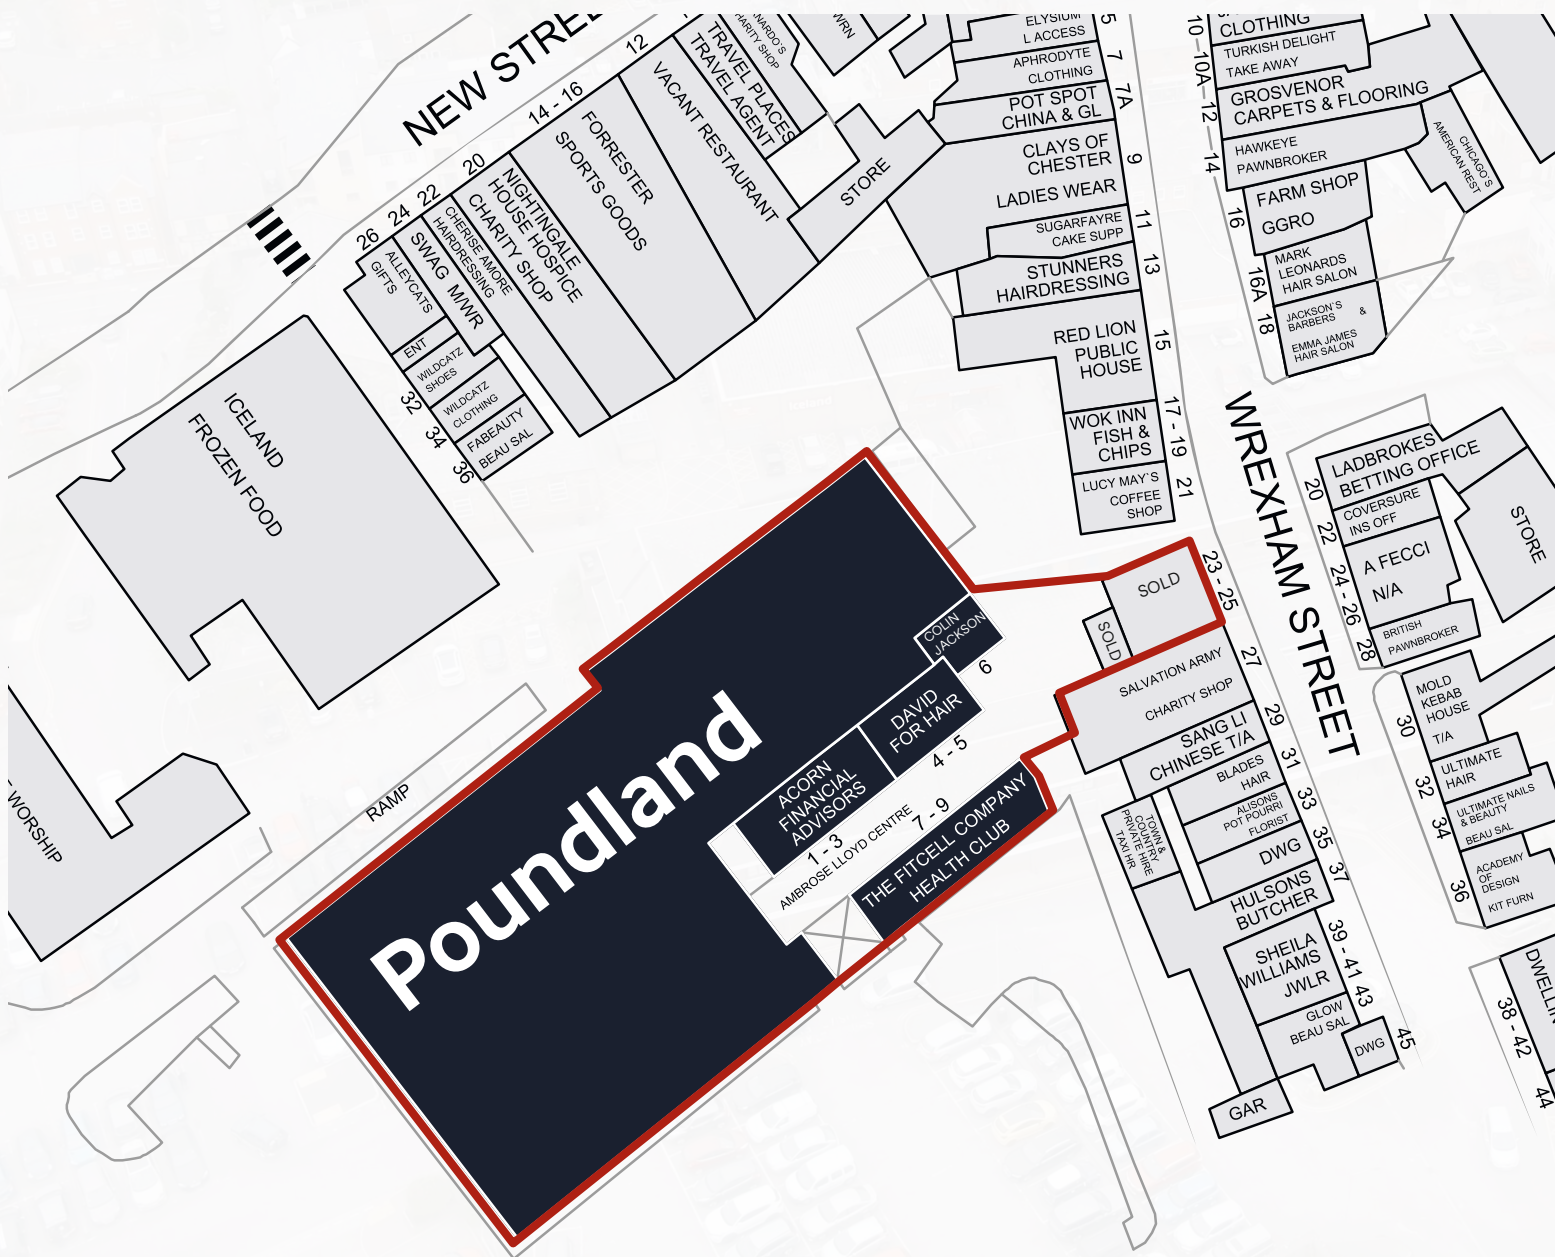 NEW STREE
12
14 - 16
20
22
24
26
TRAVEL PLACES
TRAVEL AGENT
VACANT RESTAURANT
FORRESTER
SPORTS GOODS
NIGHTINGALE
HOUSE HOSPICE
CHARITY SHOP
CHERISE AMORE
HAIRDRESSING
SWAG M/WR
ALLEYCATS
GIFTS
ENT
WILDCATZ
SHOES
WILDCATZ
CLOTHING
FABEAUTY
BEAU SAL
32
34
36
ICELAND
FROZEN FOOD
WORSHIP
RAMP
STORE
ELYSIUM
L ACCESS
5
APHRODYTE
CLOTHING
7
POT SPOT
CHINA & GL
7A
CLAYS OF
CHESTER
LADIES WEAR
9
SUGARFAYRE
CAKE SUPP
11
STUNNERS
HAIRDRESSING
13
RED LION
PUBLIC
HOUSE
15
WOK INN
FISH &
CHIPS
17 - 19
LUCY MAY'S
COFFEE
SHOP
21
SOLD
SOLD
23 - 25
SALVATION ARMY
CHARITY SHOP
27
SANG LI
CHINESE T/A
29
BLADES
HAIR
31
ALISONS
POT POURRI
FLORIST
33
DWG
35
HULSONS
BUTCHER
37
TOWN &
COUNTRY
PRIVATE HIRE
TAXI HR
SHEILA
WILLIAMS
JWLR
39 - 41
GLOW
BEAU SAL
43
DWG
45
GAR
Poundland
COLIN
JACKSON
6
DAVID
FOR HAIR
4 - 5
ACORN
FINANCIAL
ADVISORS
1 - 3
AMBROSE LLOYD CENTRE
7 - 9
THE FITCELL COMPANY
HEALTH CLUB
WREXHAM STREET
CLOTHING
10
TURKISH DELIGHT
TAKE AWAY
10A
GROSVENOR
CARPETS & FLOORING
12
HAWKEYE
PAWNBROKER
14
CHICAGO'S
AMERICAN REST
FARM SHOP
GGRO
16
MARK
LEONARDS
HAIR SALON
16A
JACKSON'S
BARBERS &
EMMA JAMES
HAIR SALON
18
LADBROKES
BETTING OFFICE
20
COVERSURE
INS OFF
22
A FECCI
N/A
24 - 26
BRITISH
PAWNBROKER
28
STORE
MOLD
KEBAB
HOUSE
T/A
30
ULTIMATE
HAIR
32
ULTIMATE NAILS
& BEAUTY
BEAU SAL
34
ACADEMY
OF
DESIGN
KIT FURN
36
38 - 42
44